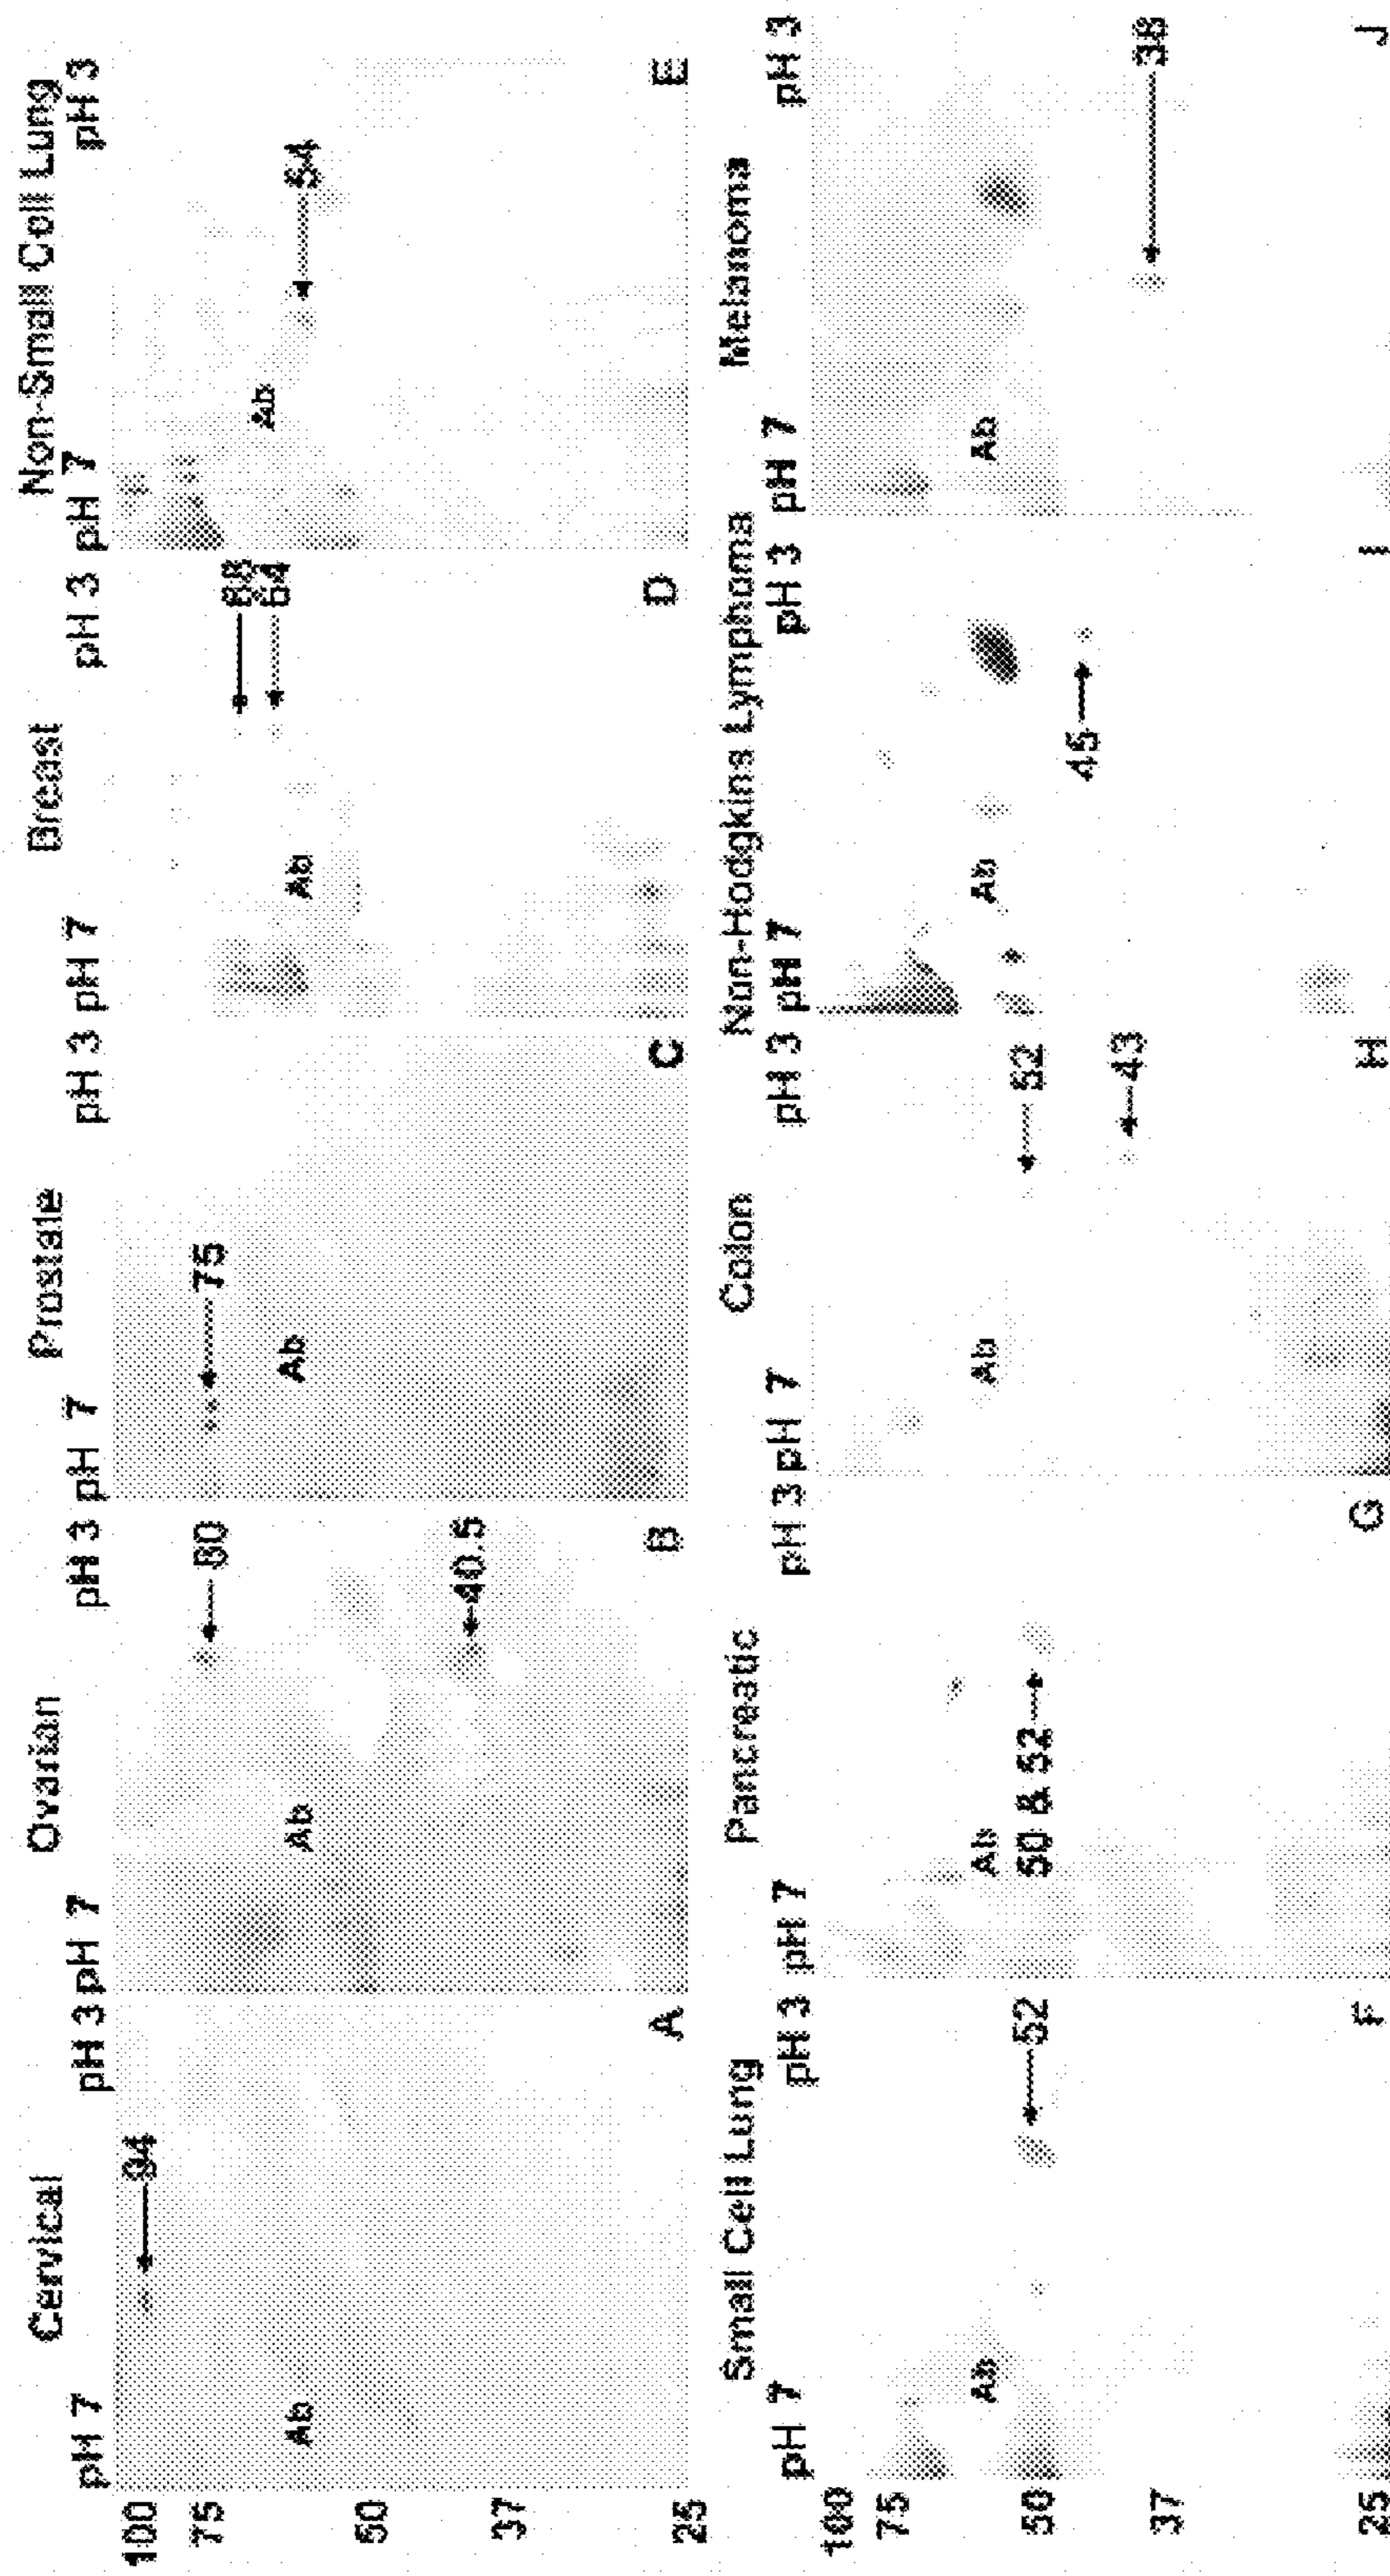 Cervical Ovarian Prostate Breast Non-Small Cell Lung
pH 7 pH 3 pH 7 pH 3 pH 7 pH 3 pH 7 pH 3 pH 7 pH 3
100 94
75 80 75 68
64
Ab Ab Ab Ab Ab 54
50
40.5
37
25 A B C D E
Small Cell Lung Pancreatic Colon Non-Hodgkins Lymphoma Melanoma
pH 7 pH 3 pH 7 pH 3 pH 7 pH 3 pH 7 pH 3 pH 7 pH 3
100
75
Ab Ab Ab Ab Ab
50 52 50 & 52 52
45
37 43 38
25 F G H I J